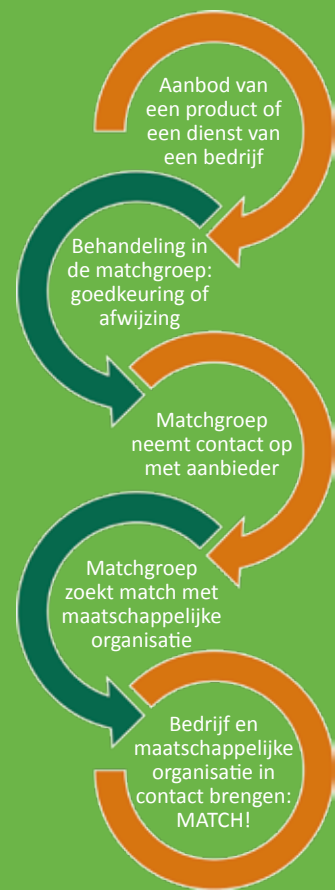 Aanbod van
een product of
een dienst van
een bedrijf
Behandeling in
de matchgroep:
goedkeuring of
afwijzing
Matchgroep
neemt contact op
met aanbieder
Matchgroep
zoekt match met
maatschappelijke
organisatie
Bedrijf en
maatschappelijke
organisatie in
contact brengen:
MATCH!